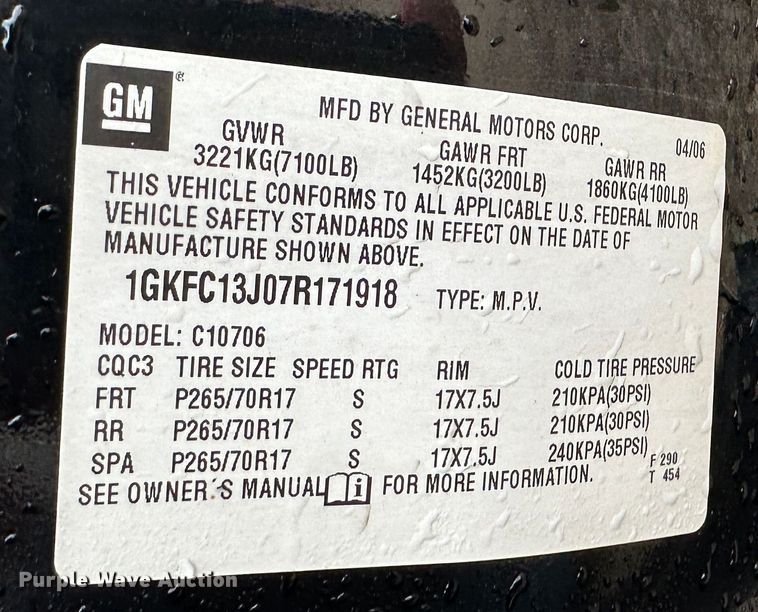 GM
MFD BY GENERAL MOTORS CORP. 04/06
GVWR GAWR FRT GAWR RR
3221KG(7100LB) 1452KG(3200LB) 1860KG(4100LB)
THIS VEHICLE CONFORMS TO ALL APPLICABLE U.S. FEDERAL MOTOR
VEHICLE SAFETY STANDARDS IN EFFECT ON THE DATE OF
MANUFACTURE SHOWN ABOVE.
1GKFC13J07R171918 TYPE: M.P.V.
MODEL: C10706
CQC3 TIRE SIZE SPEED RTG RIM COLD TIRE PRESSURE
FRT P265/70R17 S 17X7.5J 210KPA(30PSI)
RR P265/70R17 S 17X7.5J 210KPA(30PSI)
SPA P265/70R17 S 17X7.5J 240KPA(35PSI)
F 290
T 454
SEE OWNER'S MANUAL i FOR MORE INFORMATION.
Purple Wave Auction